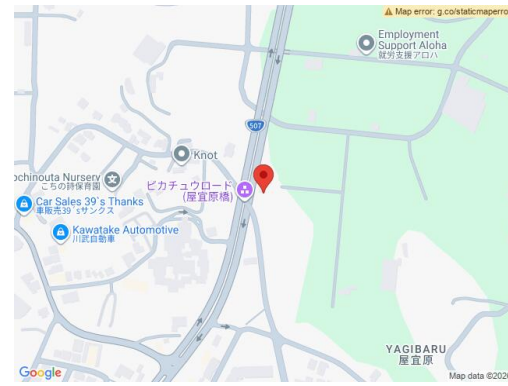 Map error: g.co/staticmaperro
Employment
Support Aloha
就労支援アロハ
507
Knot
ochinouta Nursery
こちの詩保育園
ピカチュウロード
(屋宜原橋)
Car Sales 39´s Thanks
車販売39´sサンクス
Kawatake Automotive
川武自動車
YAGIBARU
屋宜原
Google
Map data ©2026